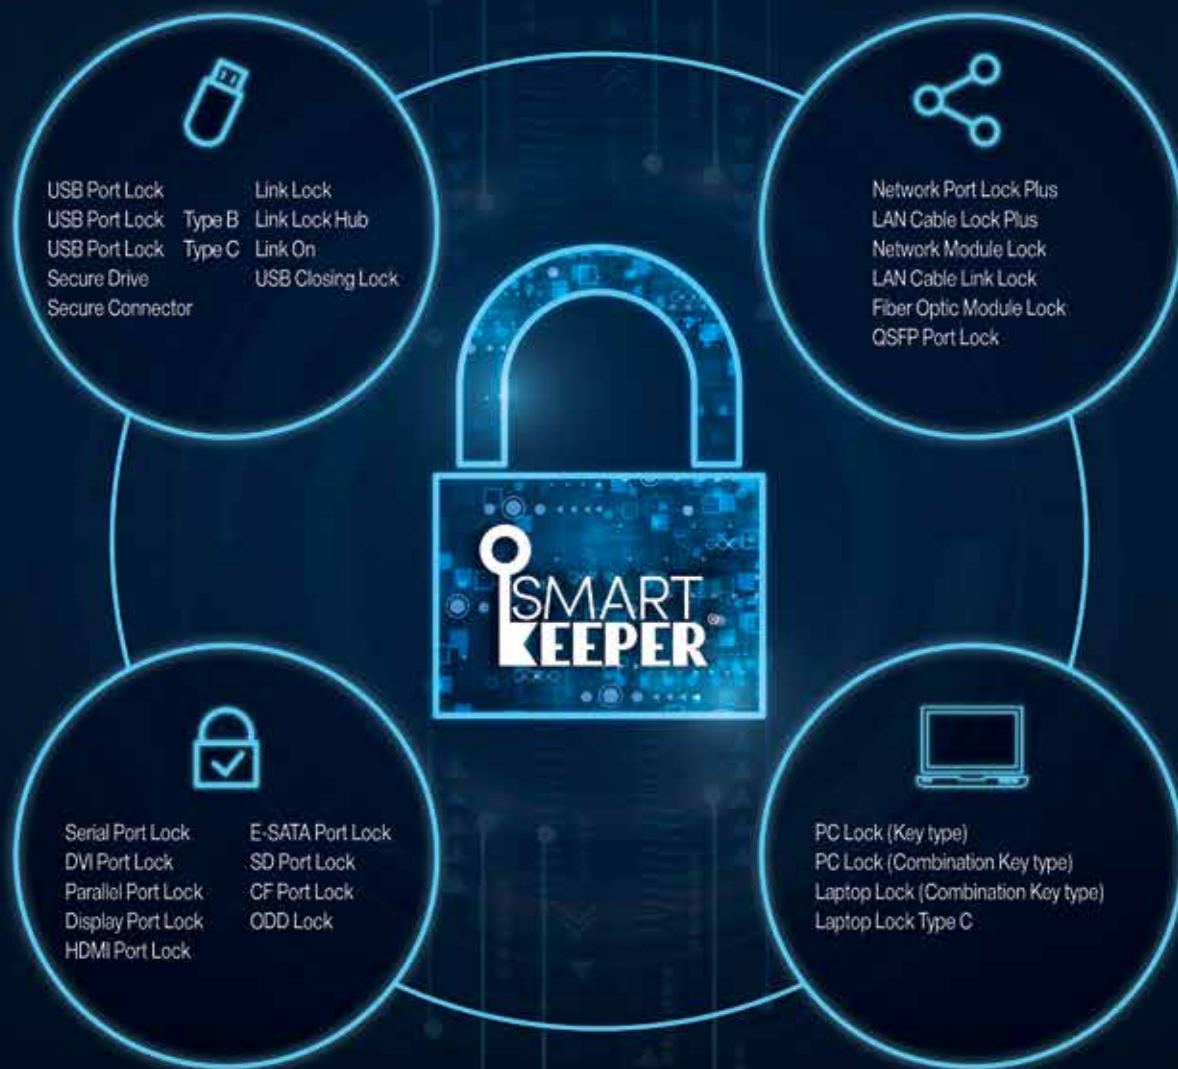 USB Port Lock
USB Port Lock Type B
USB Port Lock Type C
Secure Drive
Secure Connector
Link Lock
Link Lock Hub
Link On
USB Closing Lock
Network Port Lock Plus
LAN Cable Lock Plus
Network Module Lock
LAN Cable Link Lock
Fiber Optic Module Lock
QSFP Port Lock
SMART
KEEPER
Serial Port Lock
DVI Port Lock
Parallel Port Lock
Display Port Lock
HDMI Port Lock
E-SATA Port Lock
SD Port Lock
CF Port Lock
ODD Lock
PC Lock (Key type)
PC Lock (Combination Key type)
Laptop Lock (Combination Key type)
Laptop Lock Type C